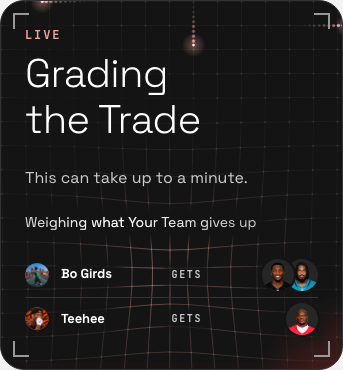 LIVE
Grading
the Trade
This can take up to a minute.
Weighing what Your Team gives up
Bo Girds GETS
Teehee GETS